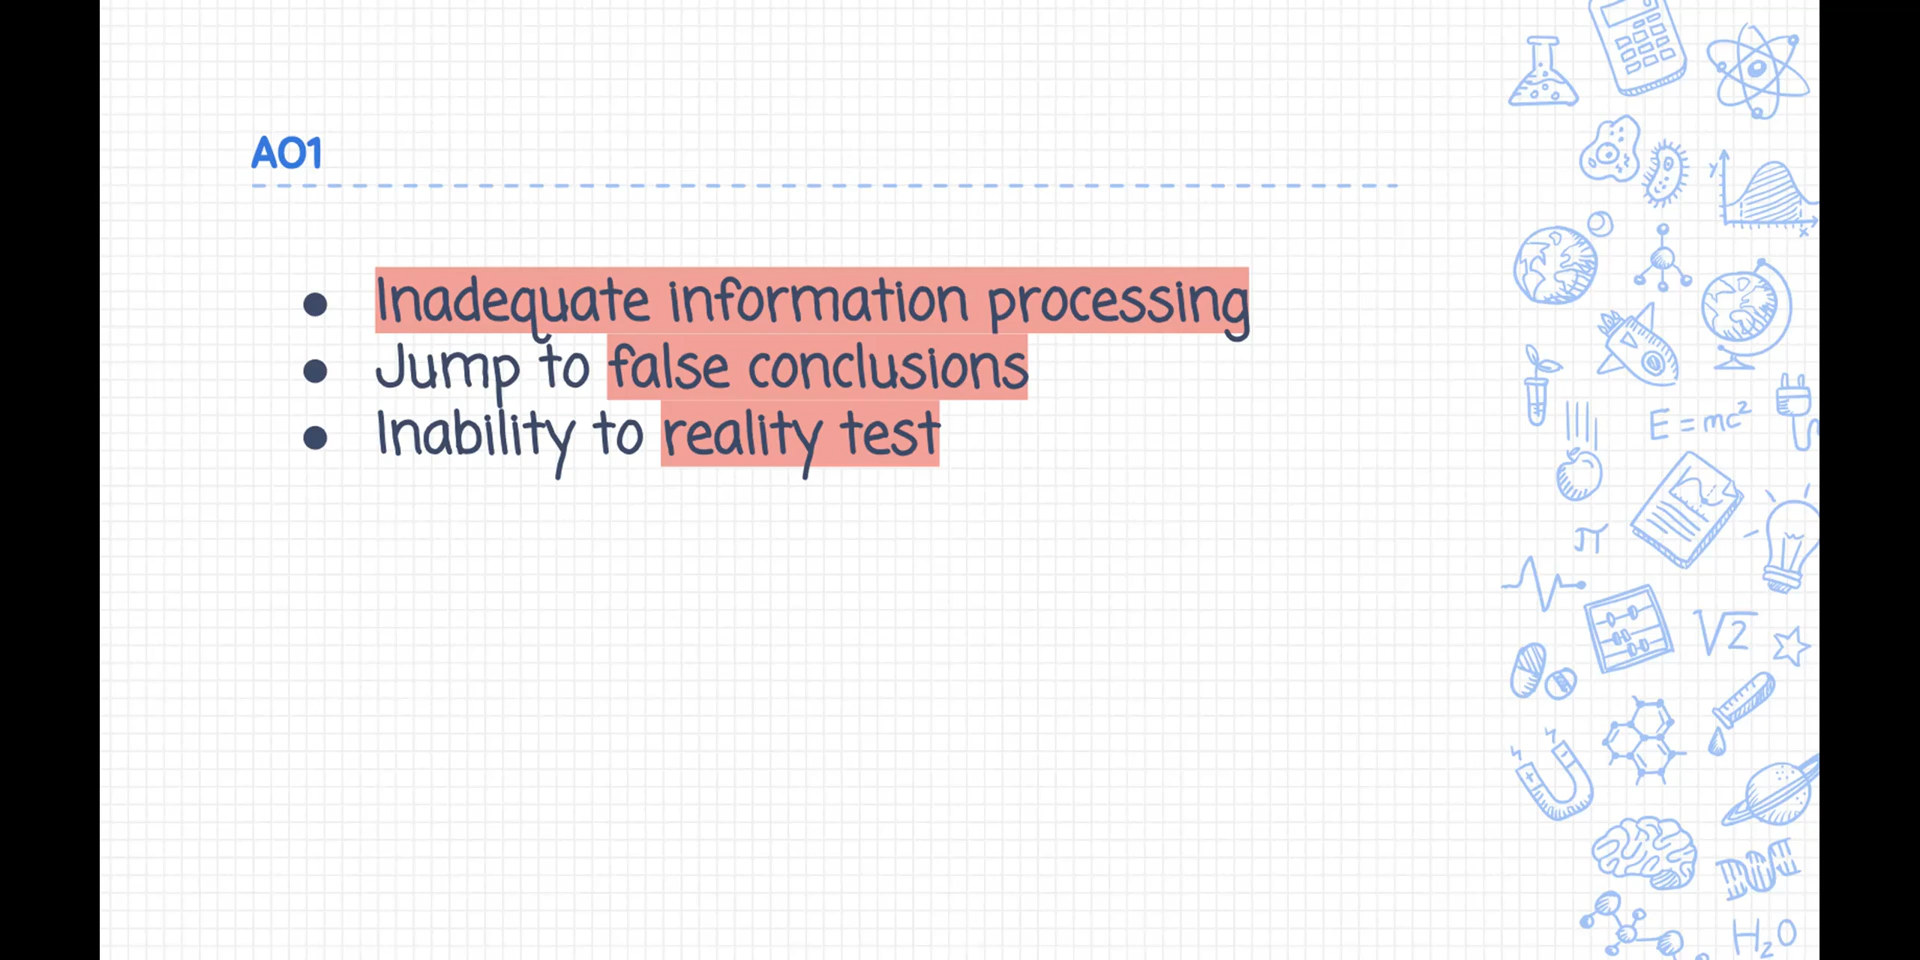 AO1
Inadequate information processing
Jump to false conclusions
Inability to reality test
y
x
E = mc²
π
√2
H₂O